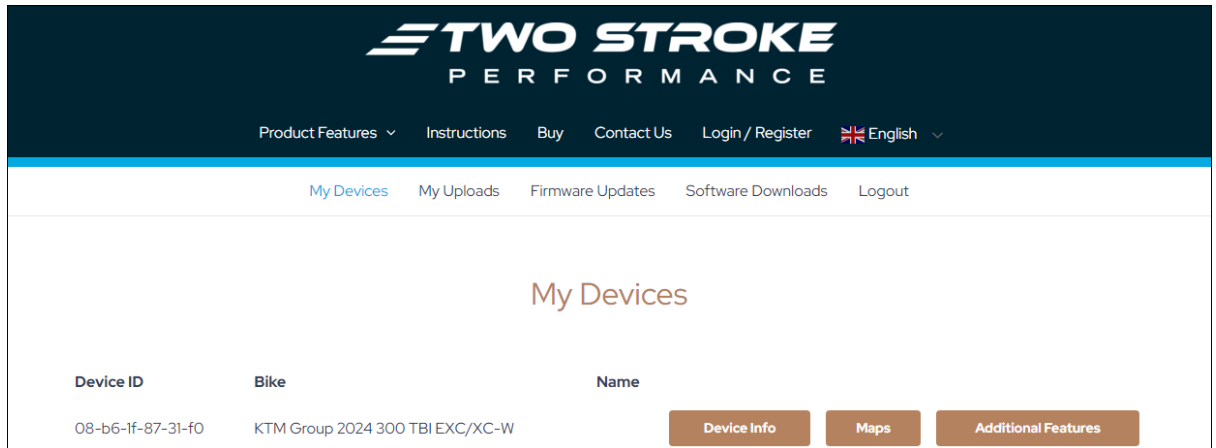 TWO STROKE
PERFORMANCE
Product Features Instructions Buy Contact Us Login / Register English
My Devices My Uploads Firmware Updates Software Downloads Logout
My Devices
Device ID Bike Name
08-b6-1f-87-31-f0 KTM Group 2024 300 TBI EXC/XC-W Device Info Maps Additional Features